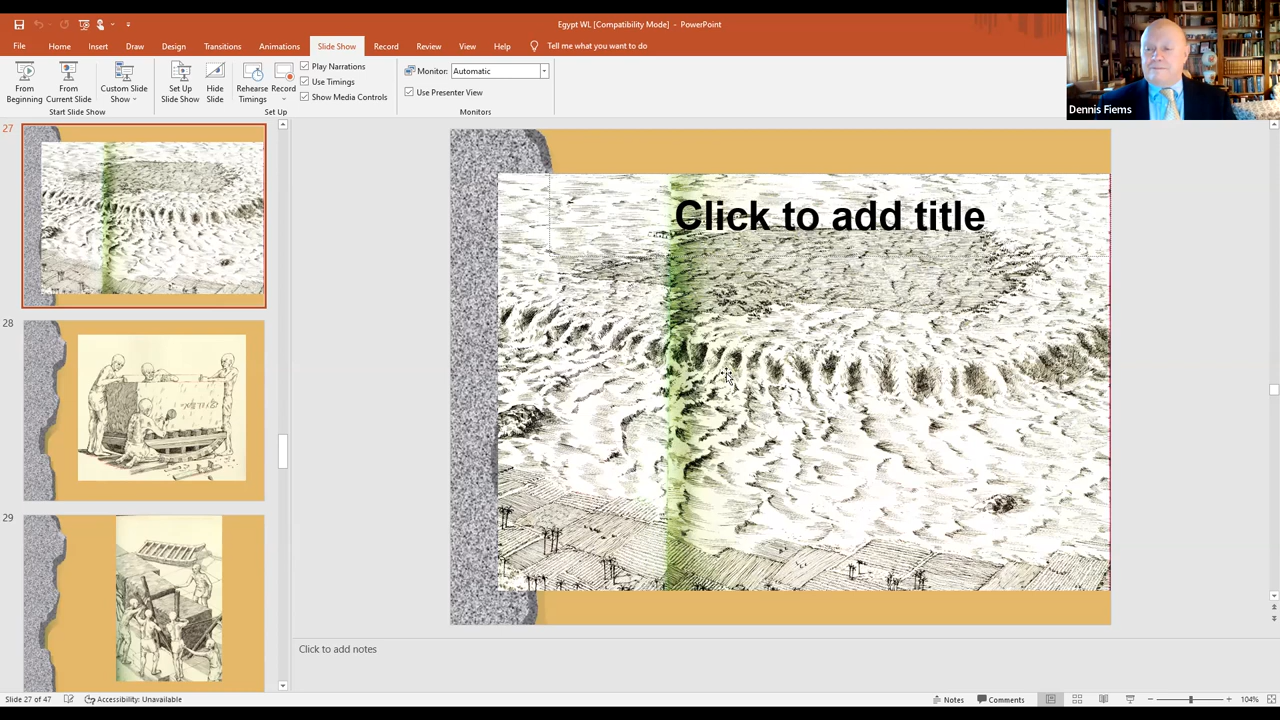 Egypt WL [Compatibility Mode] - PowerPoint
File Home Insert Draw Design Transitions Animations Slide Show Record Review View Help Tell me what you want to do
From Beginning
From Current Slide
Custom Slide Show
Set Up Slide Show
Hide Slide
Rehearse Timings
Record
Play Narrations
Use Timings
Show Media Controls
Monitor: Automatic
Use Presenter View
Start Slide Show
Set Up
Monitors
Dennis Fiems
27
28
29
Click to add title
Click to add notes
Slide 27 of 47 Accessibility: Unavailable Notes Comments 104%